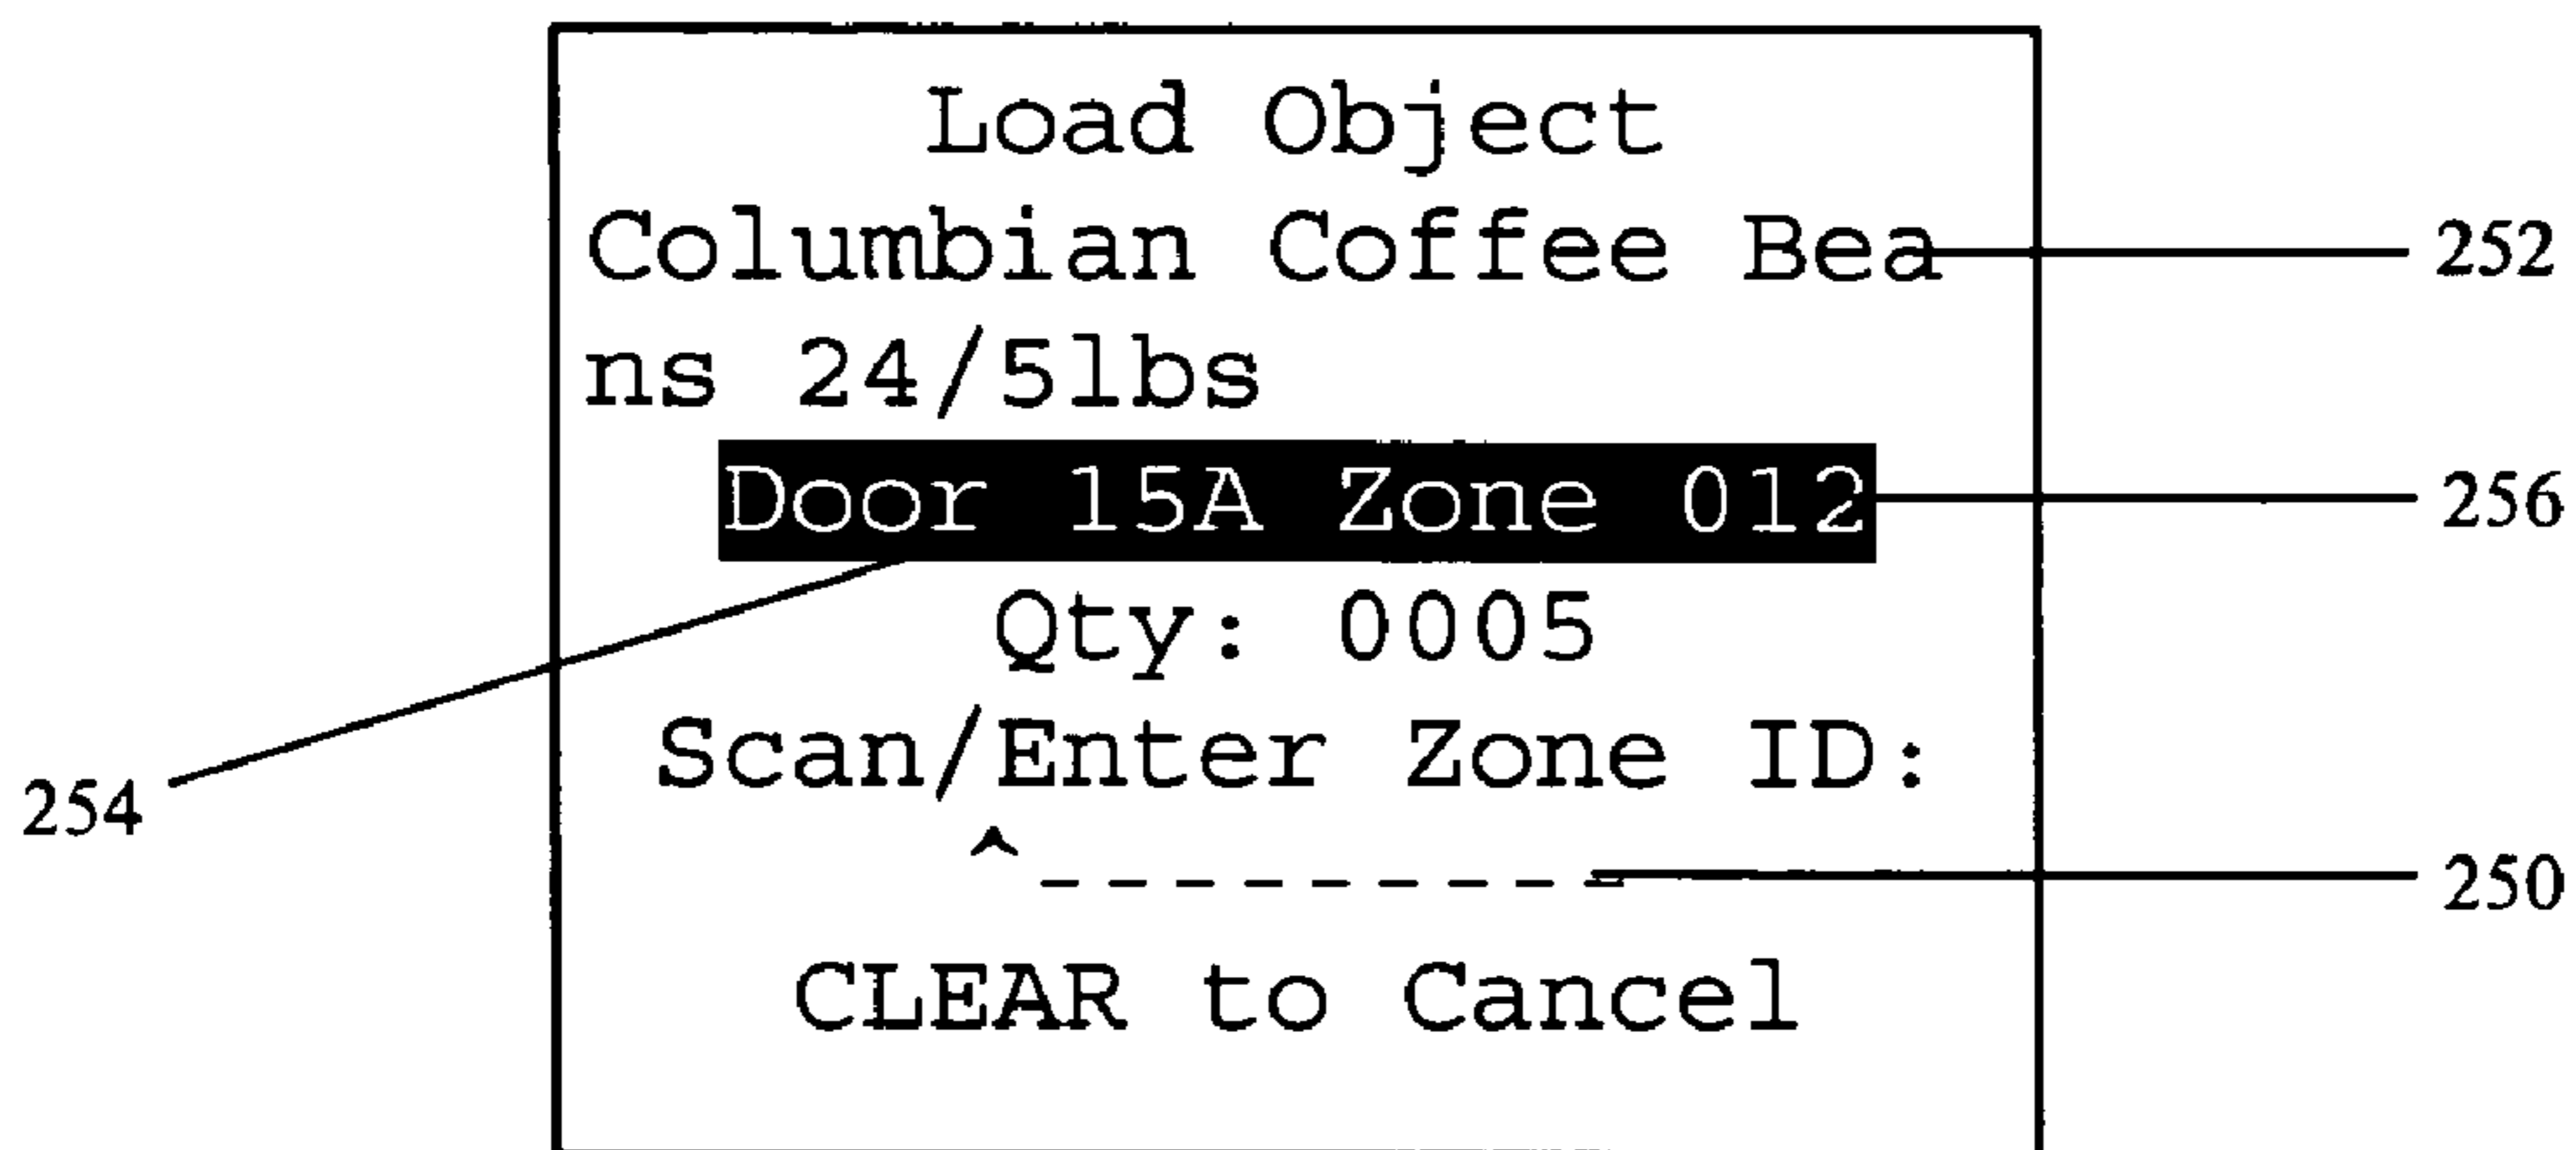 Load Object
Columbian Coffee Bea
252
ns 24/5lbs
Door 15A Zone 012
256
Qty: 0005
Scan/Enter Zone ID:
254
^_________
250
CLEAR to Cancel